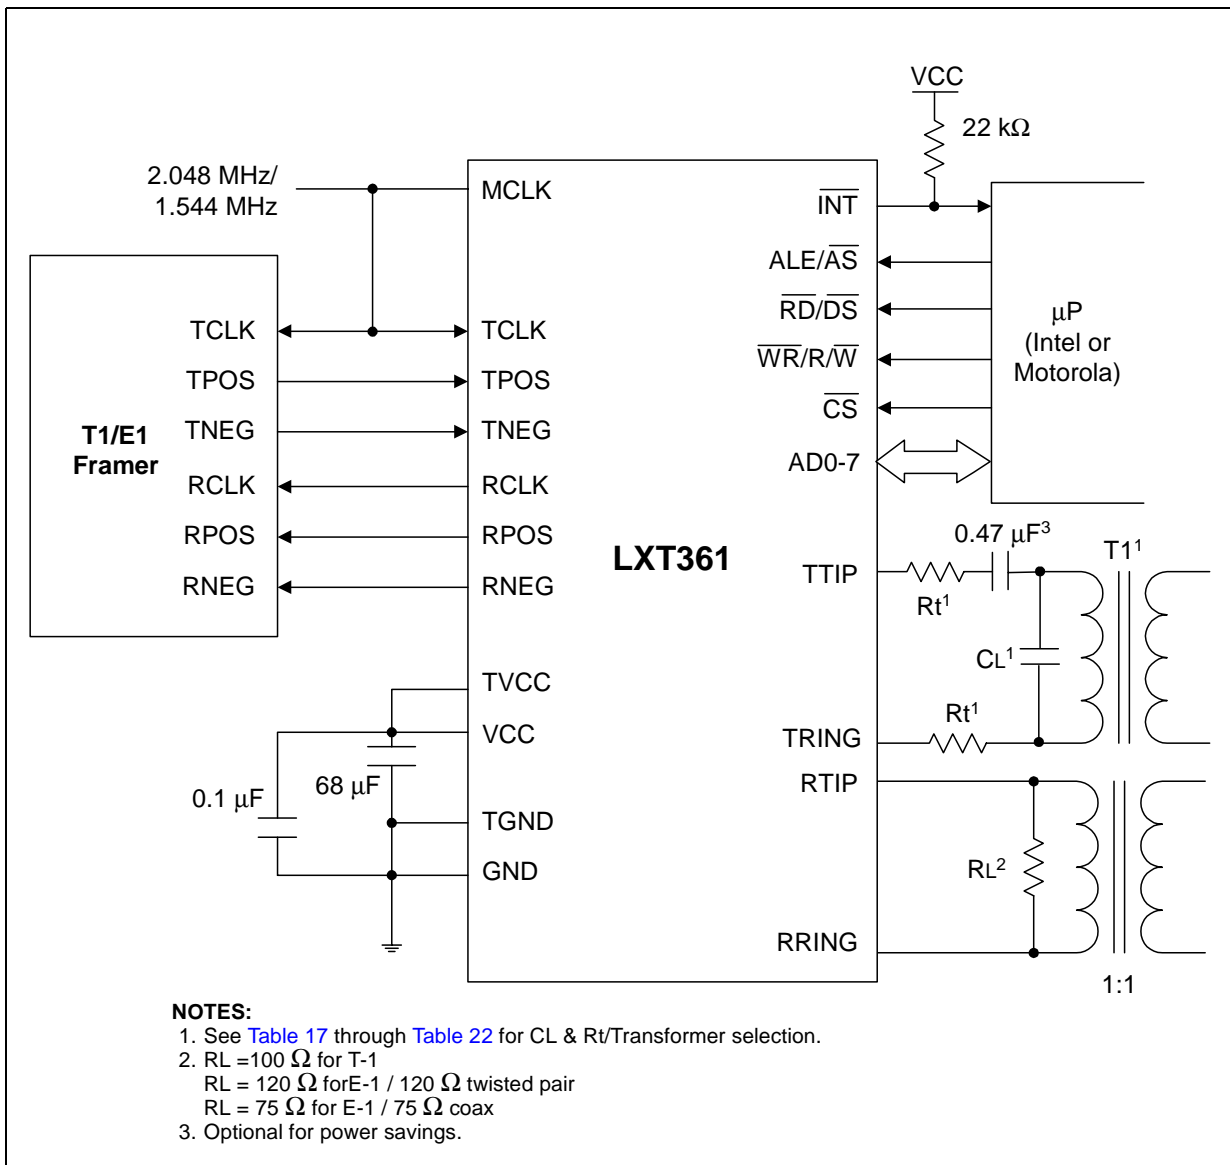 VCC
22 kΩ
2.048 MHz/
1.544 MHz
MCLK
INT
ALE/AS
RD/DS
WR/R/W
CS
AD0-7
µP
(Intel or
Motorola)
T1/E1
Framer
TCLK
TPOS
TNEG
RCLK
RPOS
RNEG
TCLK
TPOS
TNEG
RCLK
RPOS
RNEG
LXT361
0.47 µF3
T11
TTIP
Rt1
CL1
Rt1
TRING
RTIP
RL2
RRING
1:1
TVCC
VCC
68 µF
0.1 µF
TGND
GND
NOTES:
1. See Table 17 through Table 22 for CL & Rt/Transformer selection.
2. RL =100 Ω for T-1
RL = 120 Ω forE-1 / 120 Ω twisted pair
RL = 75 Ω for E-1 / 75 Ω coax
3. Optional for power savings.